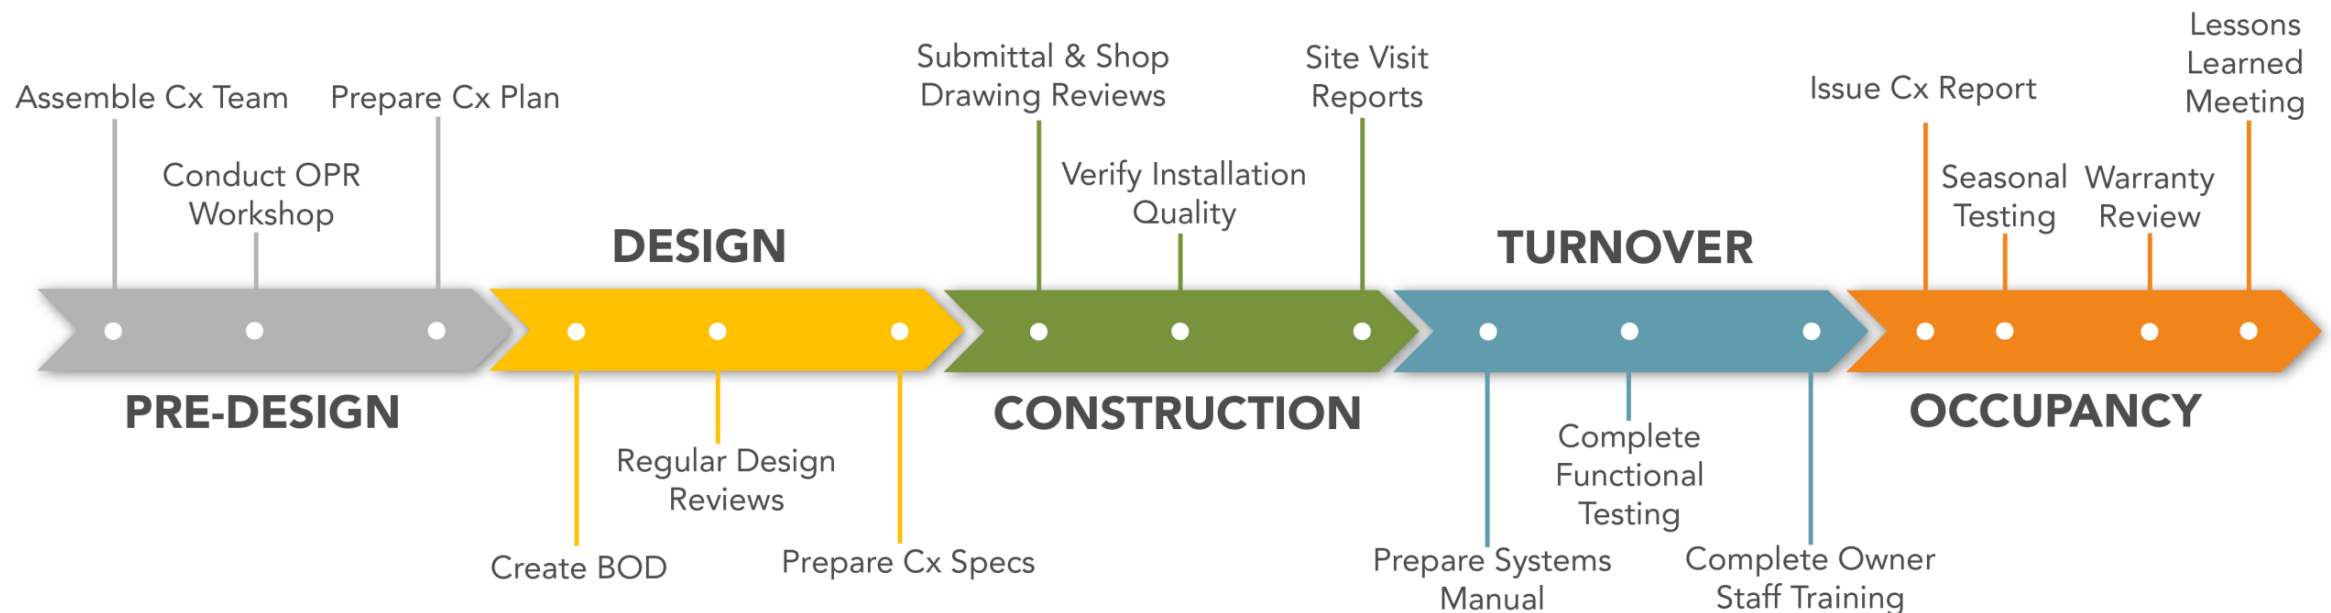 Assemble Cx Team
Conduct OPR
Workshop
Prepare Cx Plan
PRE-DESIGN
DESIGN
Create BOD
Regular Design
Reviews
Prepare Cx Specs
Submittal & Shop
Drawing Reviews
Verify Installation
Quality
Site Visit
Reports
CONSTRUCTION
TURNOVER
Prepare Systems
Manual
Complete
Functional
Testing
Complete Owner
Staff Training
Issue Cx Report
Seasonal
Testing
Warranty
Review
Lessons
Learned
Meeting
OCCUPANCY